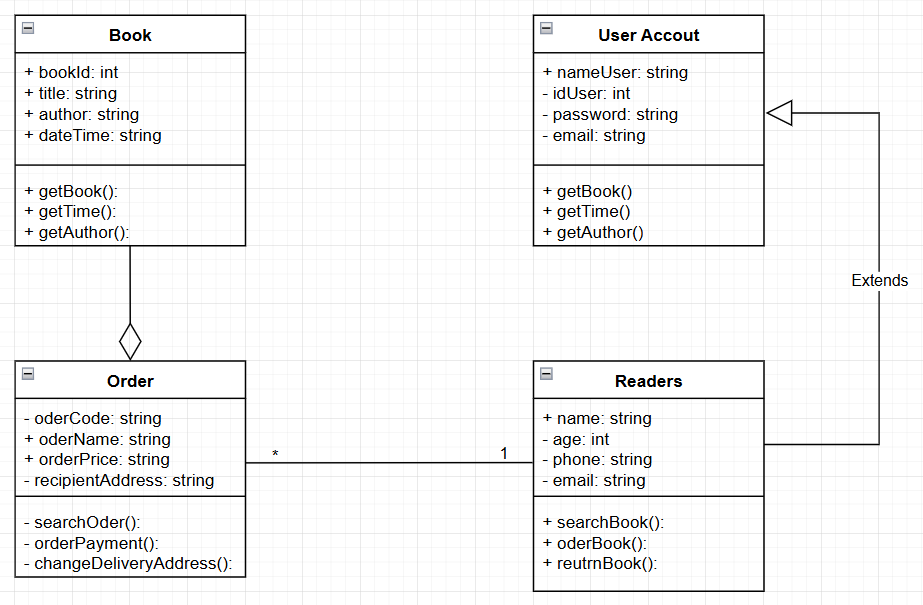 Book
+ bookId: int
+ title: string
+ author: string
+ dateTime: string
+ getBook():
+ getTime():
+ getAuthor():
User Accout
+ nameUser: string
- idUser: int
- password: string
- email: string
+ getBook()
+ getTime()
+ getAuthor()
Extends
Order
- oderCode: string
+ oderName: string
+ orderPrice: string
- recipientAddress: string
- searchOder():
- orderPayment():
- changeDeliveryAddress():
*
1
Readers
+ name: string
- age: int
- phone: string
- email: string
+ searchBook():
+ oderBook():
+ reutrnBook():